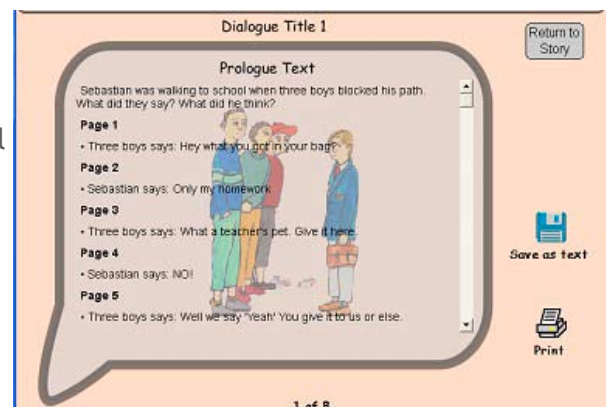 Dialogue Title 1
Return to
Story
Prologue Text
Sebastian was walking to school when three boys blocked his path.
What did they say? What did he think?
Page 1
• Three boys says: Hey what you got in your bag?
Page 2
• Sebastian says: Only my homework
Page 3
• Three boys says: What a teacher's pet. Give it here.
Page 4
• Sebastian says: NO!
Page 5
• Three boys says: Well we say 'Yeah' You give it to us or else.
Save as text
Print
1 of 8